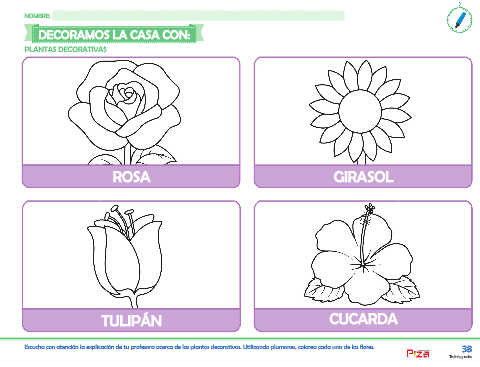 NOMBRE:
DECORAMOS LA CASA CON:
PLANTAS DECORATIVAS
ROSA
GIRASOL
TULIPÁN
CUCARDA
Escucha con atención la explicación de tu profesora acerca de las plantas decorativas. Utilizando plumones, colorea cada una de las flores.
38